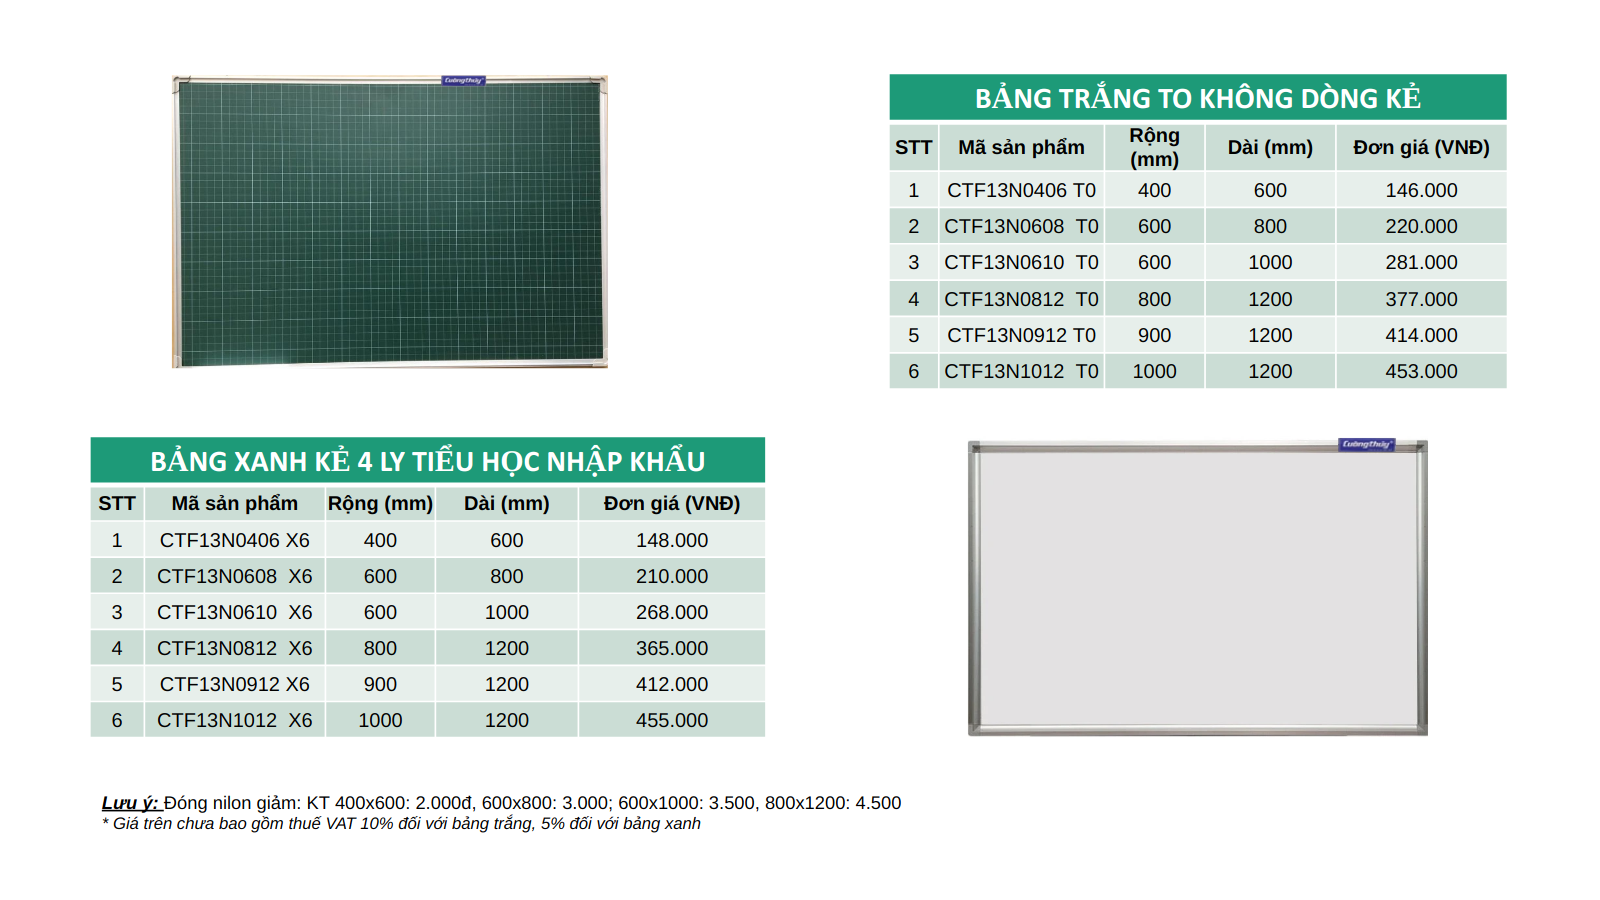 Cường Thúy
BẢNG TRẮNG TO KHÔNG DÒNG KẺ
STT Mã sản phẩm Rộng (mm) Dài (mm) Đơn giá (VNĐ)
1 CTF13N0406 T0 400 600 146.000
2 CTF13N0608 T0 600 800 220.000
3 CTF13N0610 T0 600 1000 281.000
4 CTF13N0812 T0 800 1200 377.000
5 CTF13N0912 T0 900 1200 414.000
6 CTF13N1012 T0 1000 1200 453.000
BẢNG XANH KẺ 4 LY TIỂU HỌC NHẬP KHẨU
STT Mã sản phẩm Rộng (mm) Dài (mm) Đơn giá (VNĐ)
1 CTF13N0406 X6 400 600 148.000
2 CTF13N0608 X6 600 800 210.000
3 CTF13N0610 X6 600 1000 268.000
4 CTF13N0812 X6 800 1200 365.000
5 CTF13N0912 X6 900 1200 412.000
6 CTF13N1012 X6 1000 1200 455.000
Cường Thúy
Lưu ý: Đóng nilon giảm: KT 400x600: 2.000đ, 600x800: 3.000; 600x1000: 3.500, 800x1200: 4.500
* Giá trên chưa bao gồm thuế VAT 10% đối với bảng trắng, 5% đối với bảng xanh